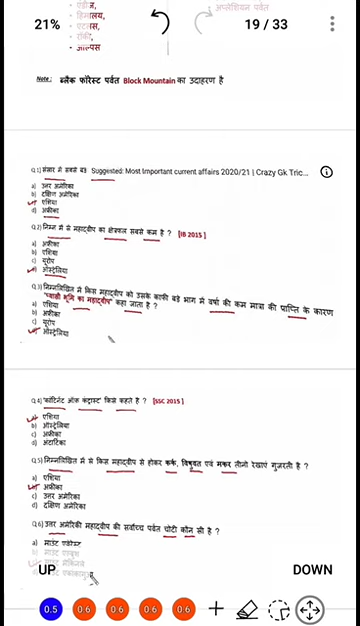 21%
19 / 33
- हिमालय,
- रॉकी,
अप्लेशियन पर्वत
Note: ब्लैक फॉरेस्ट पर्वत Block Mountain का उदाहरण है
Suggested: Most Important current affairs 2020/21 | Crazy Gk Tric...
Q.1) संसार में सबसे बड़े
a) उत्तर अमेरिका
b) दक्षिण अमेरिका
c) एशिया
d) अफ्रीका
Q.2) निम्न में से महाद्वीप का क्षेत्रफल सबसे कम है ? [IB 2015]
a) अफ्रीका
b) एशिया
c) यूरोप
d) ऑस्ट्रेलिया
Q.3) निम्नलिखित में किस महाद्वीप को उसके काफी बड़े भाग में वर्षा की कम मात्रा की प्राप्ति के कारण
"प्यासी भूमि का महाद्वीप" कहा जाता है ?
a) एशिया
b) अफ्रीका
c) यूरोप
d) ऑस्ट्रेलिया
Q.4) 'कॉटिनेंट ऑफ कंट्रास्ट' किसे कहते है ? [SSC 2015]
a) एशिया
b) ऑस्ट्रेलिया
c) अफ्रीका
d) अंटार्टिका
Q.5) निम्नलिखित में से किस महाद्वीप से होकर कर्क, विषुवत एवं मकर तीनो रेखाएं गुजरती है ?
a) एशिया
b) अफ्रीका
c) उत्तर अमेरिका
d) दक्षिण अमेरिका
Q.6) उत्तर अमेरिकी महाद्वीप की सर्वोच्च पर्वत चोटी कौन सी है ?
a) माउंट एवरेस्ट
b) माउंट एल्ब्रुश
UP
DOWN
0.5 0.6 0.6 0.6 0.6